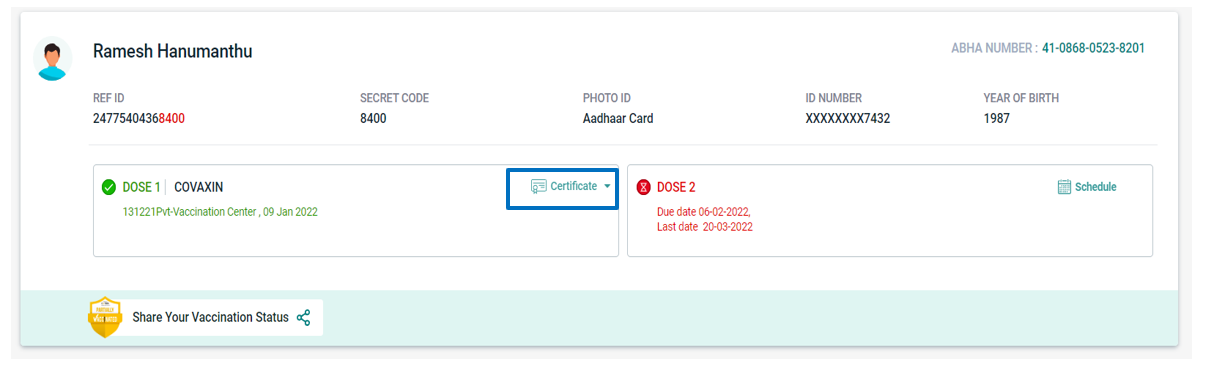 Ramesh Hanumanthu
ABHA NUMBER : 41-0868-0523-8201
REF ID SECRET CODE PHOTO ID ID NUMBER YEAR OF BIRTH
24775404368400 8400 Aadhaar Card XXXXXXXX7432 1987
DOSE 1 COVAXIN Certificate
131221Pvt-Vaccination Center , 09 Jan 2022
DOSE 2 Schedule
Due date 06-02-2022,
Last date 20-03-2022
PARTIALLY
VACCINATED
Share Your Vaccination Status